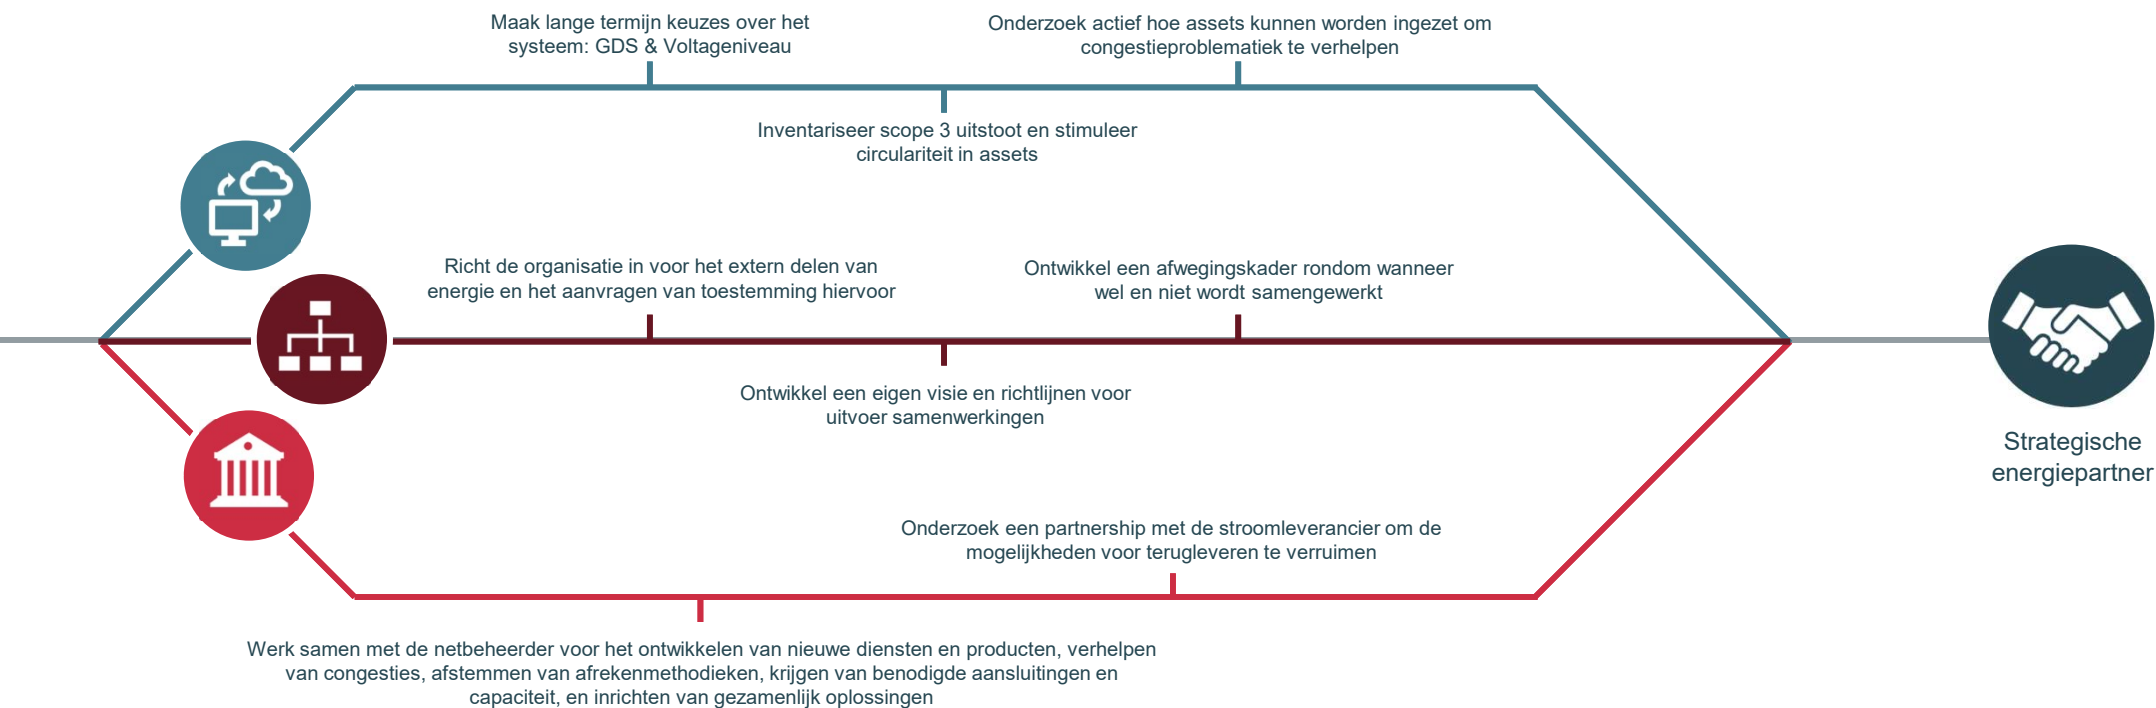 Maak lange termijn keuzes over het
systeem: GDS & Voltageniveau
Onderzoek actief hoe assets kunnen worden ingezet om
congestieproblematiek te verhelpen
Inventariseer scope 3 uitstoot en stimuleer
circulariteit in assets
Richt de organisatie in voor het extern delen van
energie en het aanvragen van toestemming hiervoor
Ontwikkel een afwegingskader rondom wanneer
wel en niet wordt samengewerkt
Ontwikkel een eigen visie en richtlijnen voor
uitvoer samenwerkingen
Strategische
energiepartner
Onderzoek een partnership met de stroomleverancier om de
mogelijkheden voor terugleveren te verruimen
Werk samen met de netbeheerder voor het ontwikkelen van nieuwe diensten en producten, verhelpen
van congesties, afstemmen van afrekenmethodieken, krijgen van benodigde aansluitingen en
capaciteit, en inrichten van gezamenlijk oplossingen